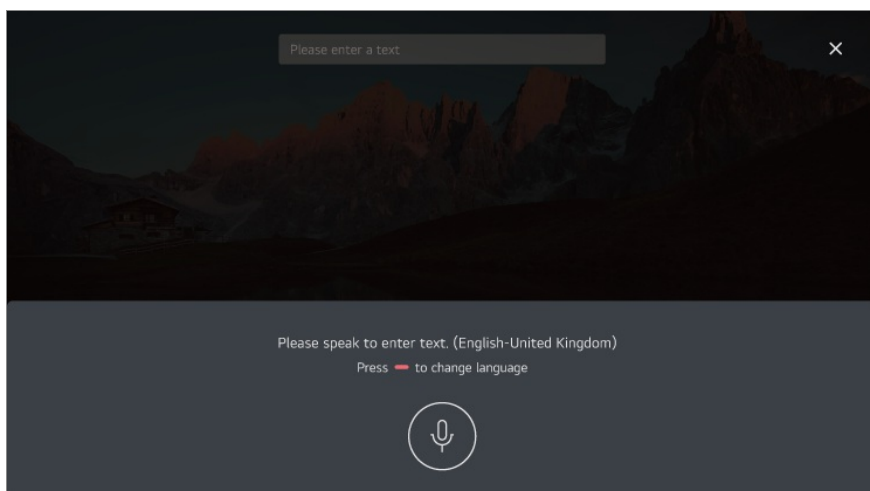 Please enter a text
Please speak to enter text. (English-United Kingdom)
Press to change language